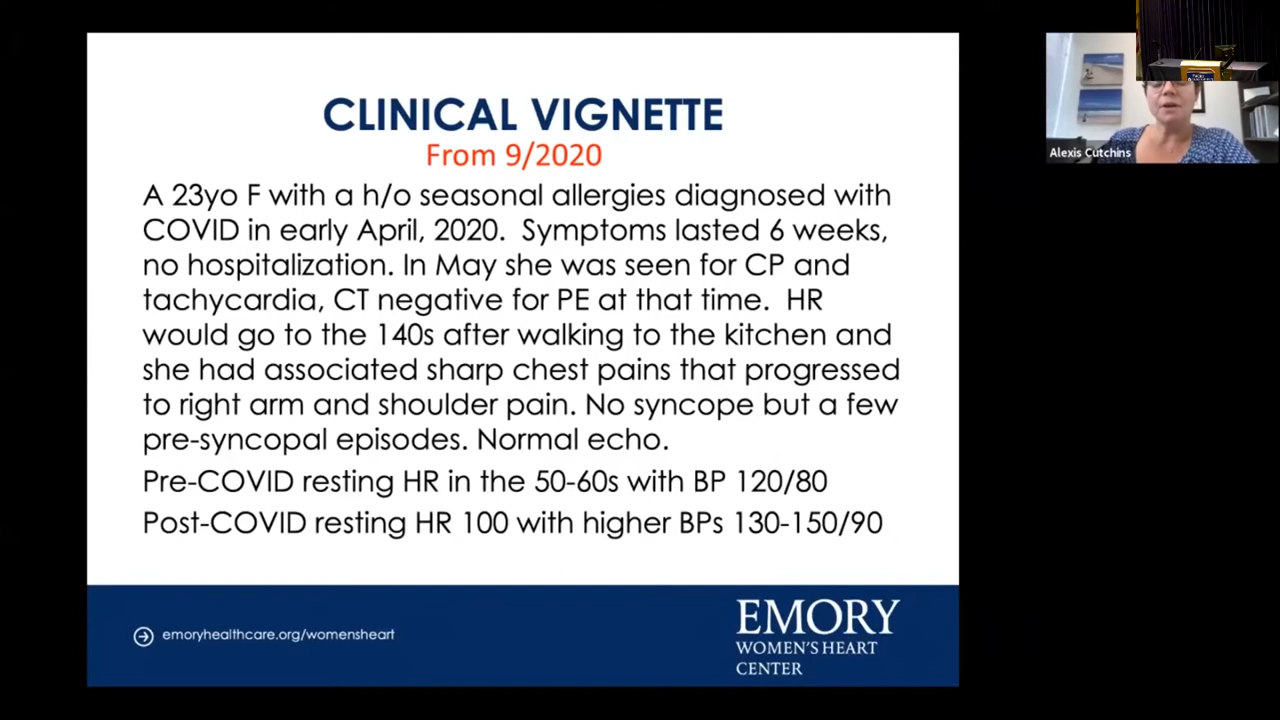 CLINICAL VIGNETTE
From 9/2020
A 23yo F with a h/o seasonal allergies diagnosed with
COVID in early April, 2020. Symptoms lasted 6 weeks,
no hospitalization. In May she was seen for CP and
tachycardia, CT negative for PE at that time. HR
would go to the 140s after walking to the kitchen and
she had associated sharp chest pains that progressed
to right arm and shoulder pain. No syncope but a few
pre-syncopal episodes. Normal echo.
Pre-COVID resting HR in the 50-60s with BP 120/80
Post-COVID resting HR 100 with higher BPs 130-150/90
emoryhealthcare.org/womensheart
EMORY
WOMEN'S HEART
CENTER
Alexis Cutchins